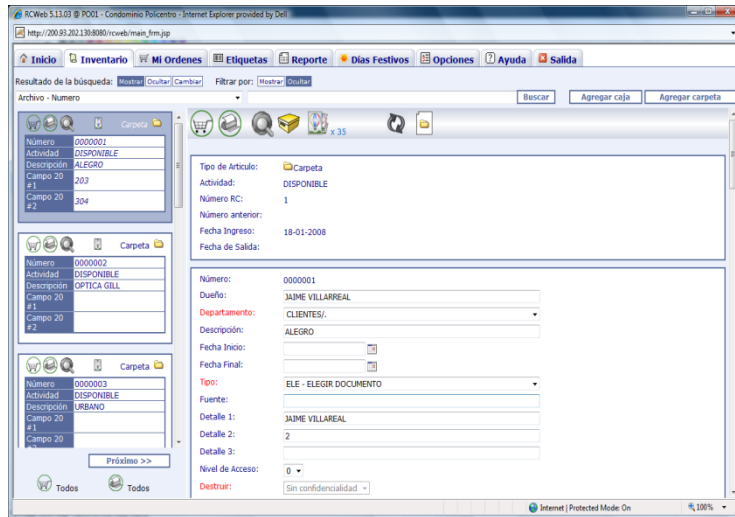 RCWeb 5.13.03 @ PO01 - Condominio Policentro - Internet Explorer provided by Dell
http://200.93.202.130:8080/rcweb/main_frm.jsp
Inicio Inventario Mi Ordenes Etiquetas Reporte Días Festivos Opciones Ayuda Salida
Resultado de la búsqueda: Mostrar Ocultar Cambiar Filtrar por: Mostrar Ocultar
Archivo - Numero Buscar Agregar caja Agregar carpeta
Carpeta
Número 0000001
Actividad DISPONIBLE
Descripción ALEGRO
Campo 20 #1 203
Campo 20 #2 304
Carpeta
Número 0000002
Actividad DISPONIBLE
Descripción OPTICA GILL
Campo 20 #1
Campo 20 #2
Carpeta
Número 0000003
Actividad DISPONIBLE
Descripción URBANO
Campo 20 #1
Campo 20
Próximo >>
Todos Todos
x 35
Tipo de Articulo: Carpeta
Actividad: DISPONIBLE
Número RC: 1
Número anterior:
Fecha Ingreso: 18-01-2008
Fecha de Salida:
Número: 0000001
Dueño: JAIME VILLARREAL
Departamento: CLIENTES/.
Descripción: ALEGRO
Fecha Inicio:
Fecha Final:
Tipo: ELE - ELEGIR DOCUMENTO
Fuente:
Detalle 1: JAIME VILLAREAL
Detalle 2: 2
Detalle 3:
Nivel de Acceso: 0
Destruir: Sin confidencialidad
Internet | Protected Mode: On 100%